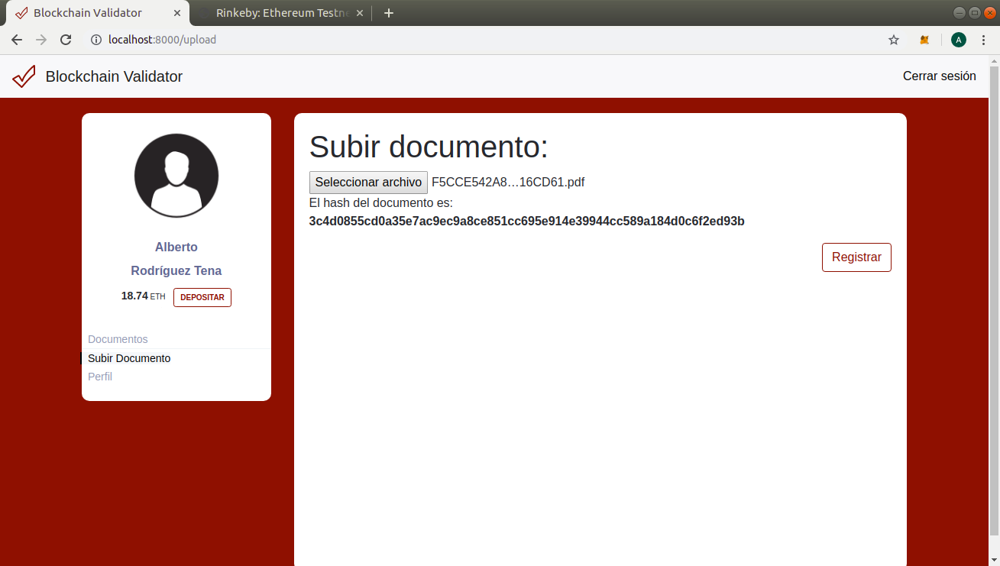 Blockchain Validator
Rinkeby: Ethereum Testne
localhost:8000/upload
A
Blockchain Validator
Cerrar sesión
Alberto
Rodríguez Tena
18.74 ETH DEPOSITAR
Documentos
Subir Documento
Perfil
Subir documento:
Seleccionar archivo F5CCE542A8...16CD61.pdf
El hash del documento es:
3c4d0855cd0a35e7ac9ec9a8ce851cc695e914e39944cc589a184d0c6f2ed93b
Registrar